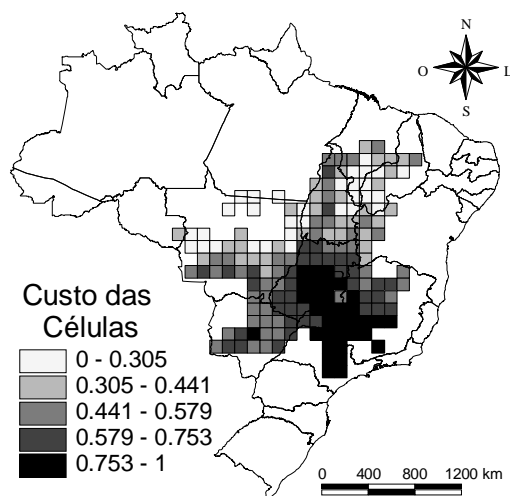 N
O L
S
Custo das
Células
0 - 0.305
0.305 - 0.441
0.441 - 0.579
0.579 - 0.753
0.753 - 1
0 400 800 1200 km